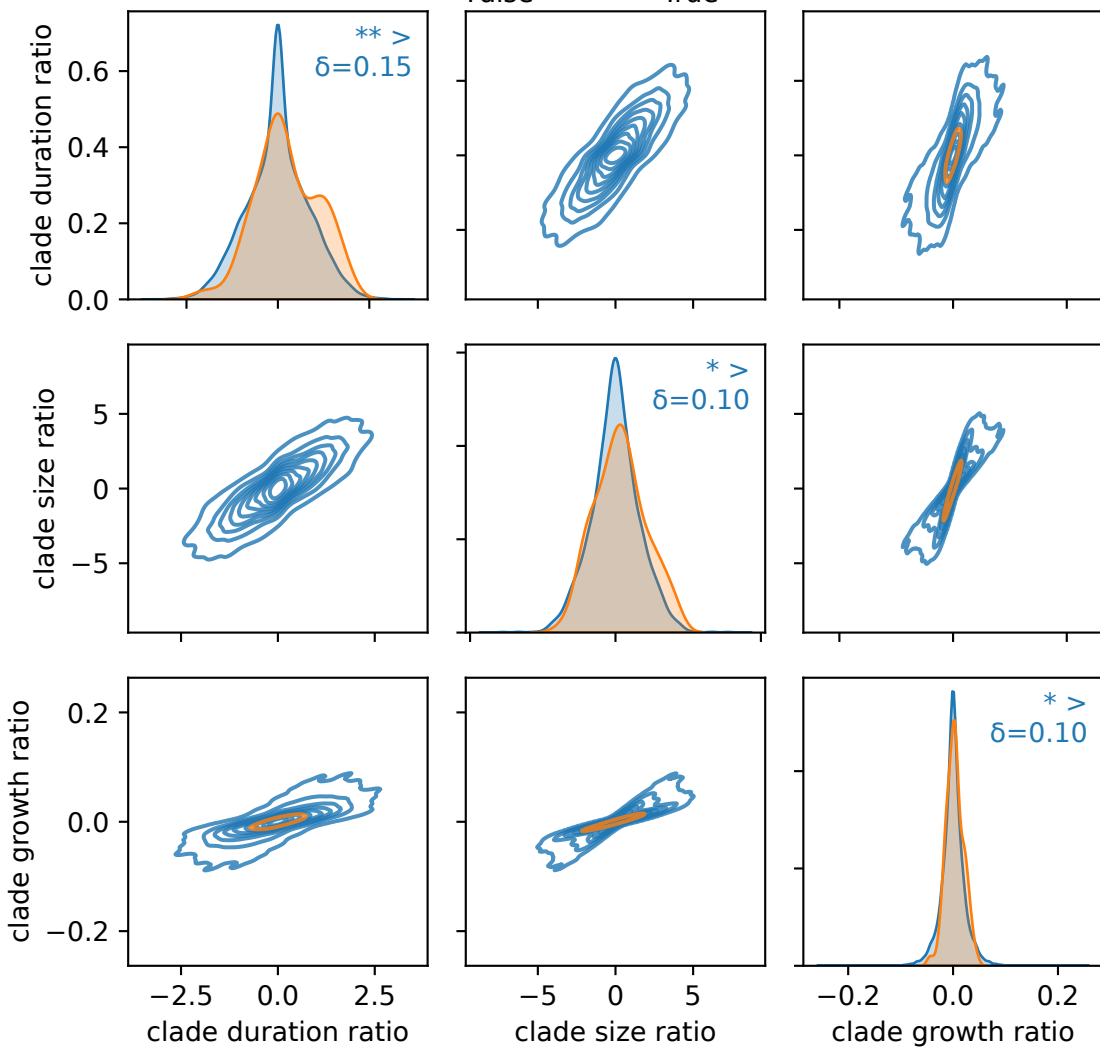 clade duration ratio
0.6
0.4
0.2
0.0
** >
δ=0.15
clade size ratio
5
0
−5
* >
δ=0.10
clade growth ratio
0.2
0.0
−0.2
* >
δ=0.10
−2.5 0.0 2.5
−5 0 5
−0.2 0.0 0.2
clade duration ratio
clade size ratio
clade growth ratio